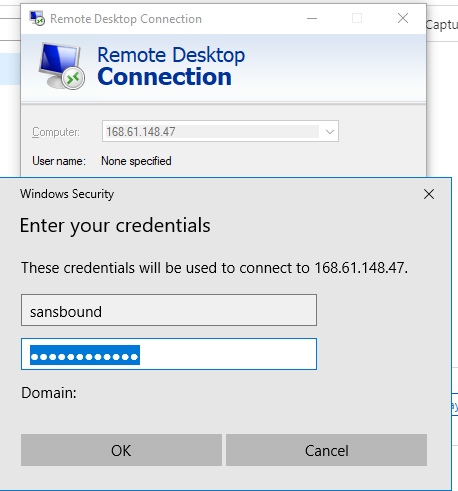 Remote Desktop Connection
Captu
Remote Desktop
Connection
Computer: 168.61.148.47
User name: None specified
Windows Security
Enter your credentials
These credentials will be used to connect to 168.61.148.47.
sansbound
●●●●●●●●●●●●
Domain:
OK Cancel